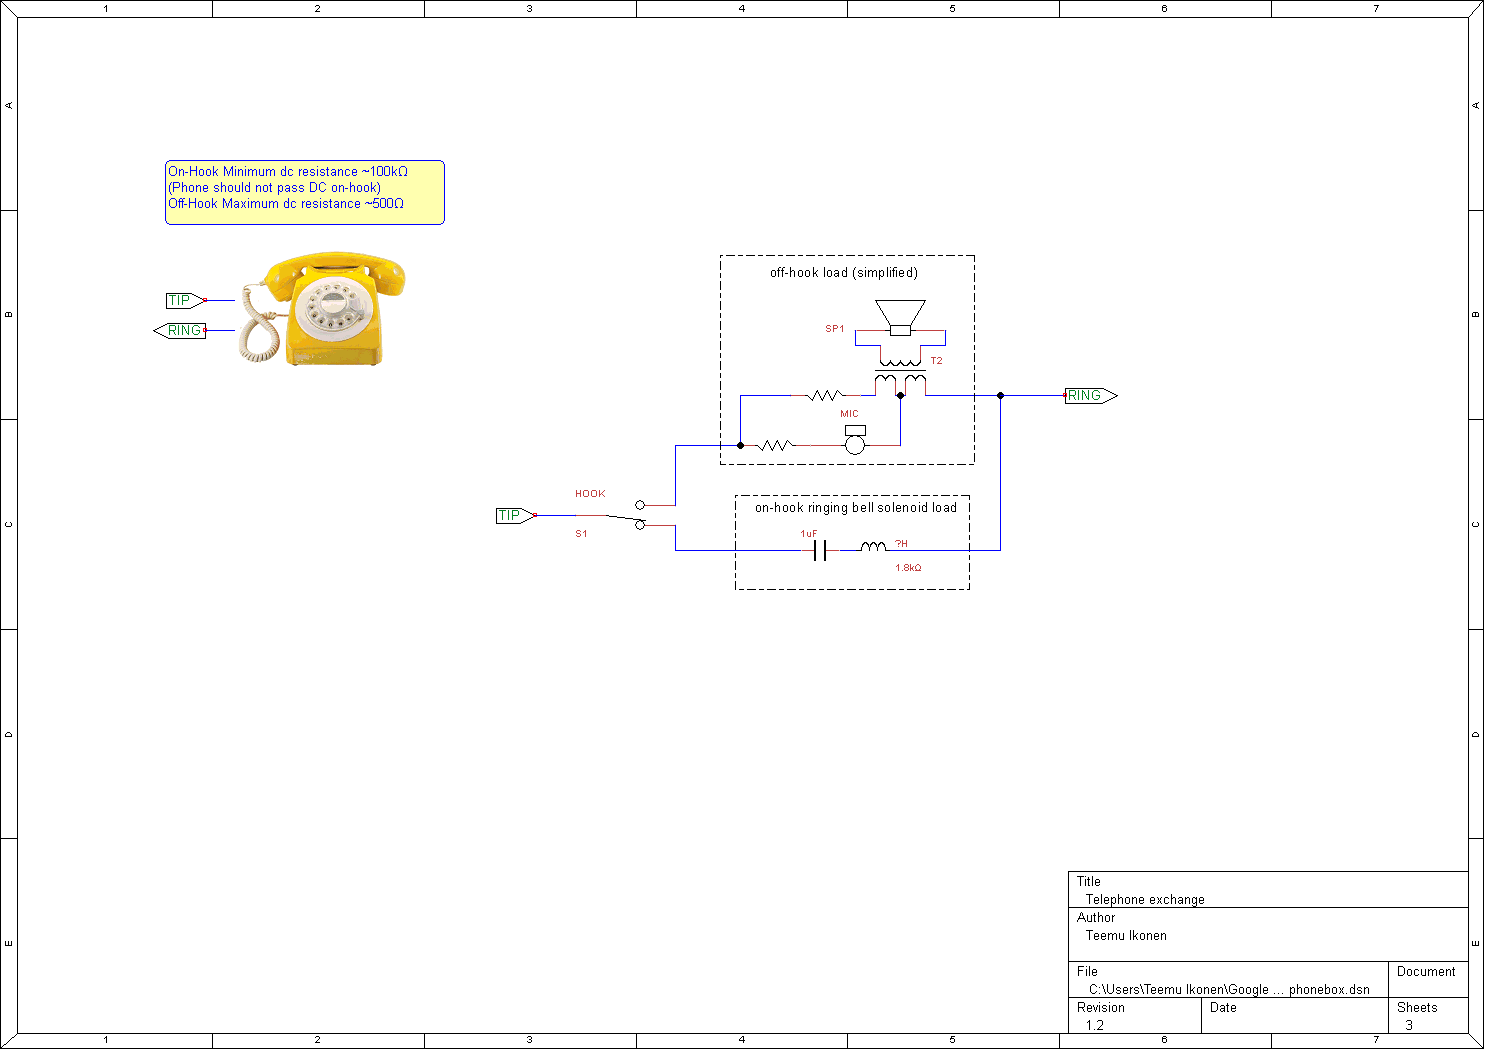 1 2 3 4 5 6 7
A A
On-Hook Minimum dc resistance ~100kΩ
(Phone should not pass DC on-hook)
Off-Hook Maximum dc resistance ~500Ω
off-hook load (simplified)
TIP
B B
RING
SP1
T2
RING
MIC
HOOK
TIP
S1
on-hook ringing bell solenoid load
C C
1uF
?H
1.8kΩ
D D
Title
Telephone exchange
Author
Teemu Ikonen
E E
File
C:\Users\Teemu Ikonen\Google ... phonebox.dsn
Document
Revision
1.2
Date
Sheets
3
1 2 3 4 5 6 7